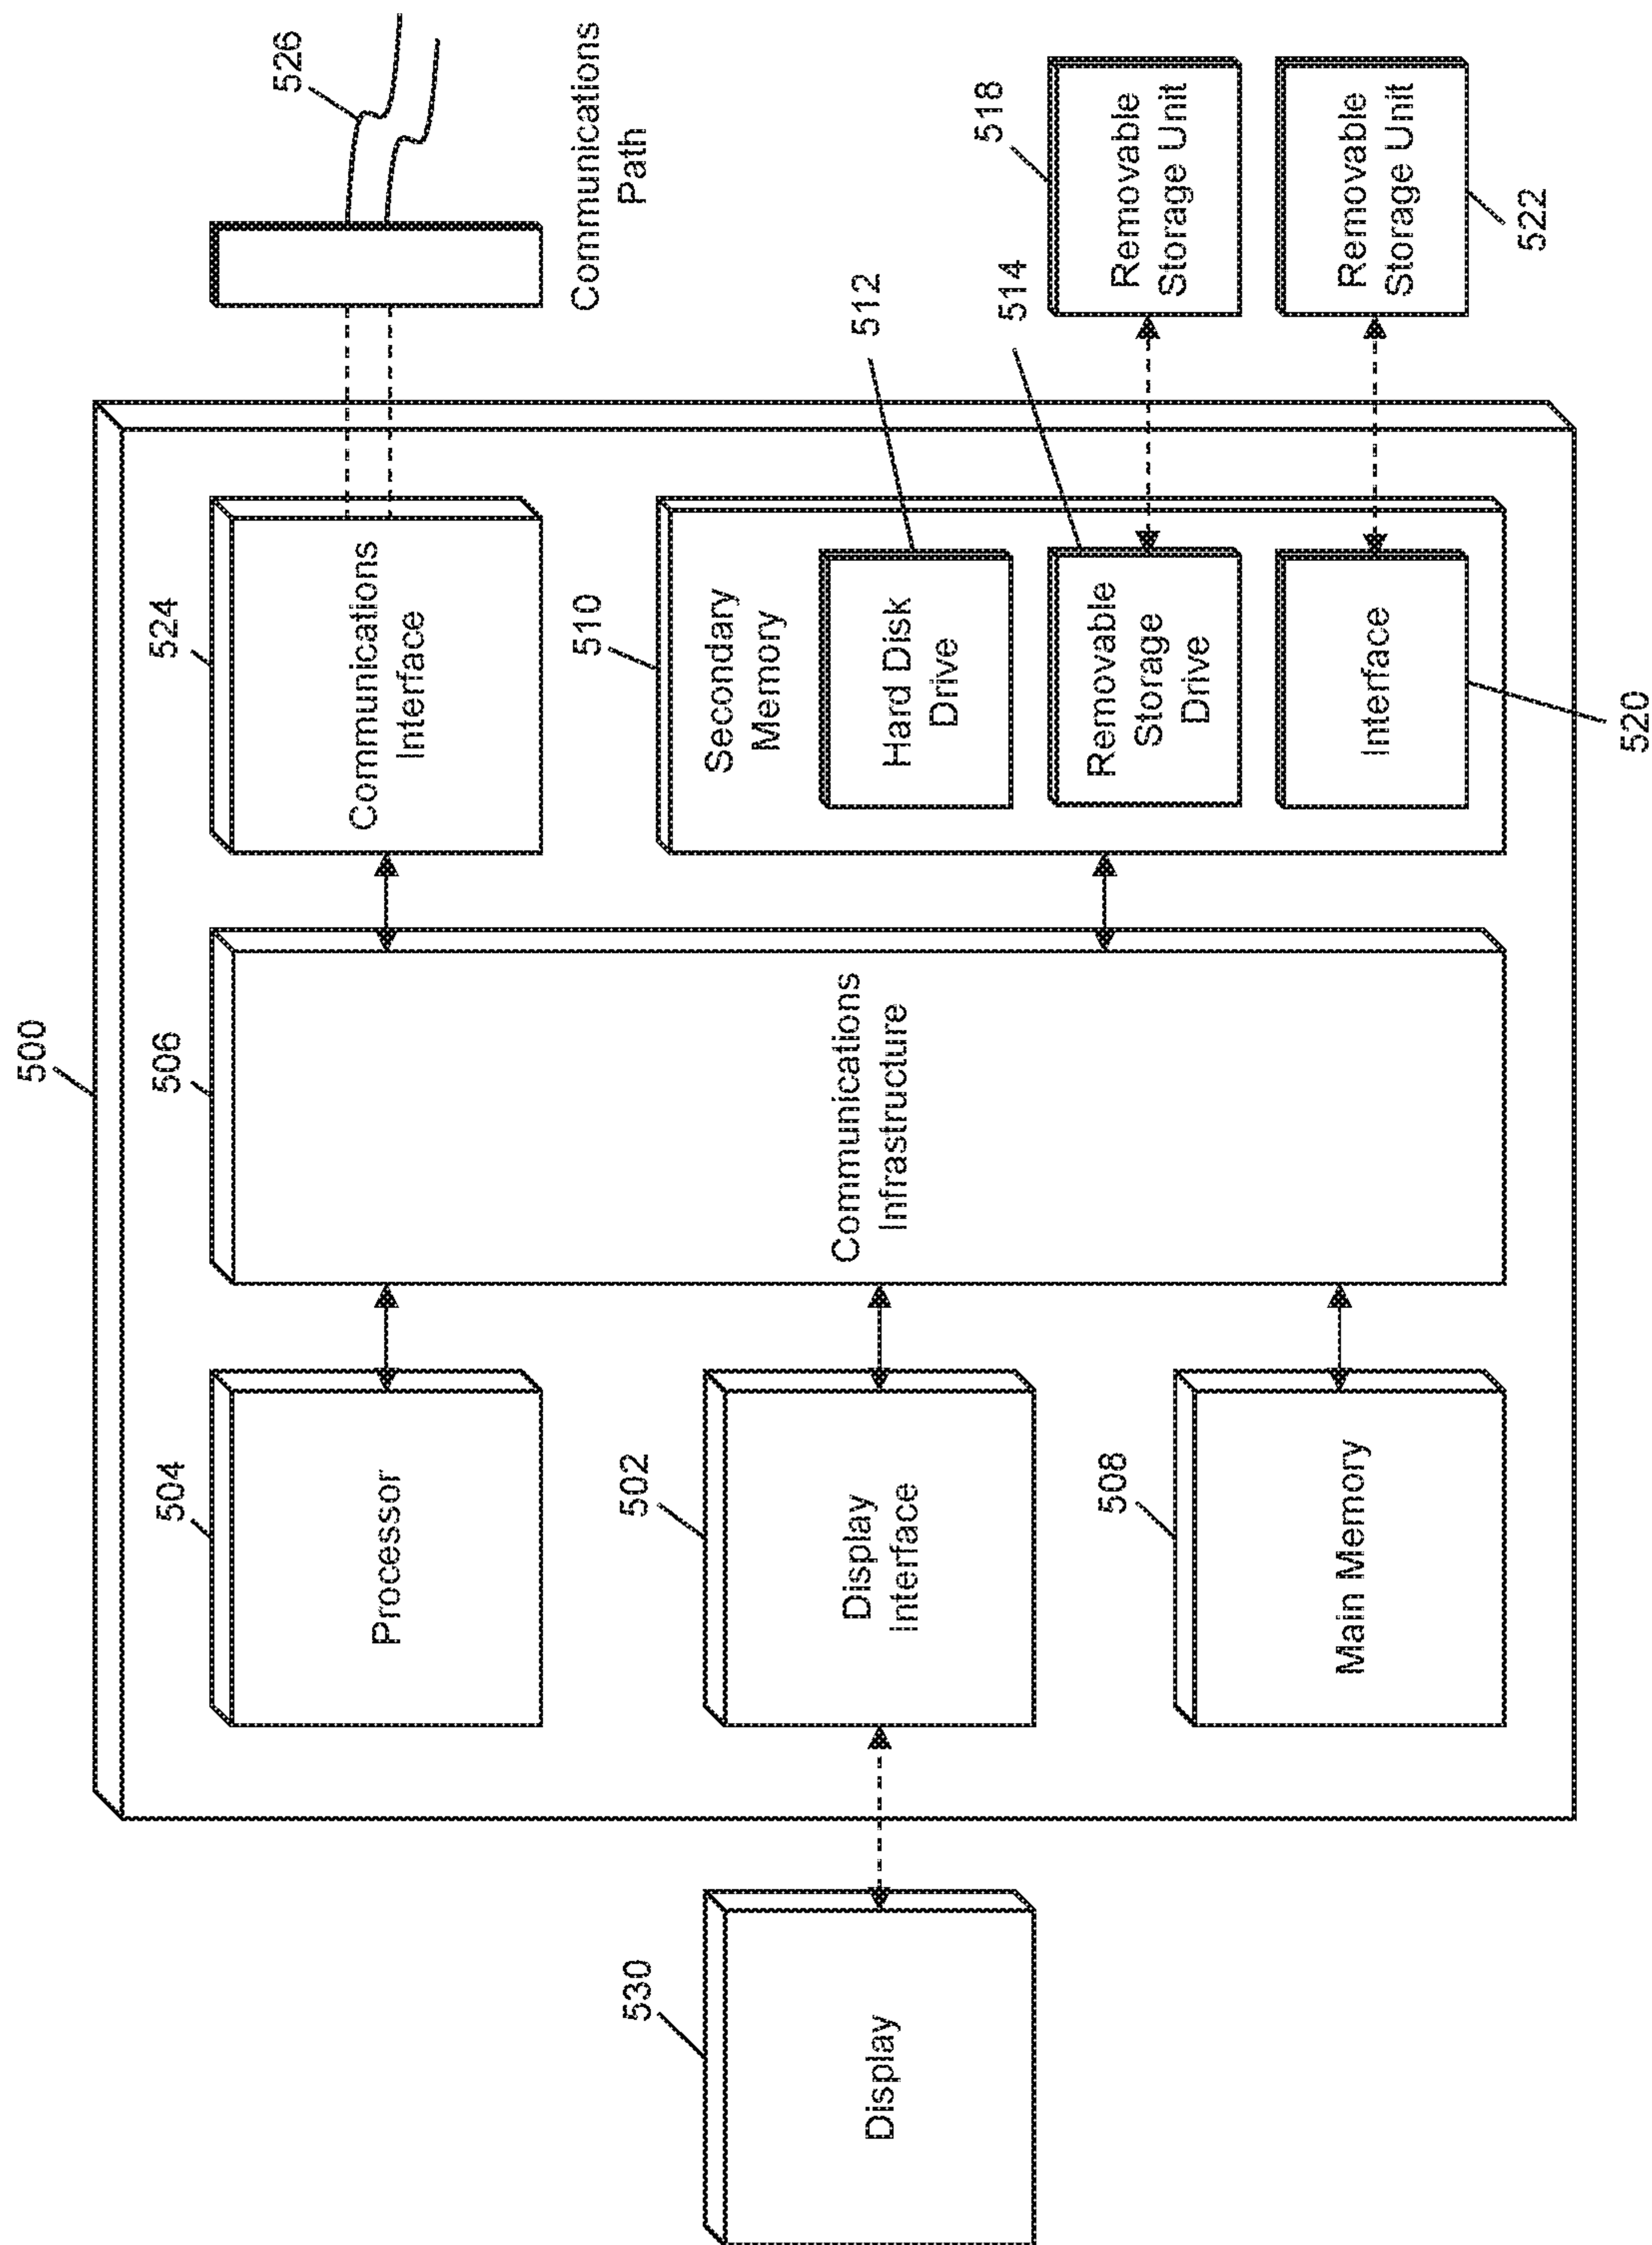 500
504
Processor
506
Communications
Infrastructure
524
Communications
Interface
526
Communications
Path
530
Display
502
Display
Interface
508
Main Memory
510
Secondary
Memory
512
Hard Disk
Drive
514
Removable
Storage
Drive
518
Removable
Storage Unit
Interface
520
Removable
Storage Unit
522